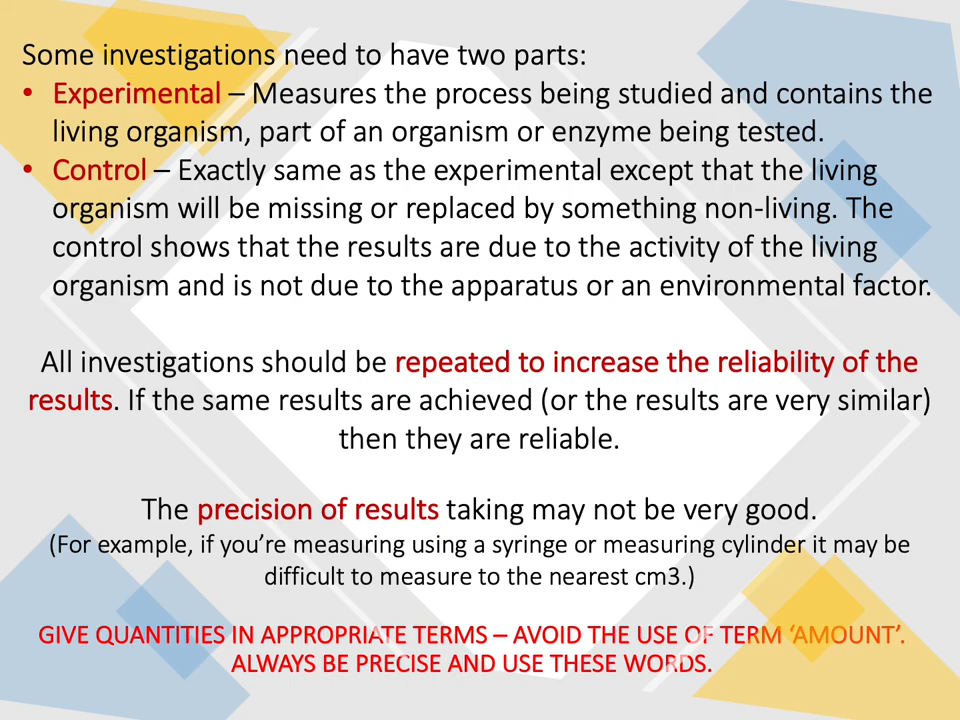 Some investigations need to have two parts:
• Experimental – Measures the process being studied and contains the
living organism, part of an organism or enzyme being tested.
• Control – Exactly same as the experimental except that the living
organism will be missing or replaced by something non-living. The
control shows that the results are due to the activity of the living
organism and is not due to the apparatus or an environmental factor.
All investigations should be repeated to increase the reliability of the
results. If the same results are achieved (or the results are very similar)
then they are reliable.
The precision of results taking may not be very good.
(For example, if you’re measuring using a syringe or measuring cylinder it may be
difficult to measure to the nearest cm3.)
GIVE QUANTITIES IN APPROPRIATE TERMS – AVOID THE USE OF TERM ‘AMOUNT’.
ALWAYS BE PRECISE AND USE THESE WORDS.